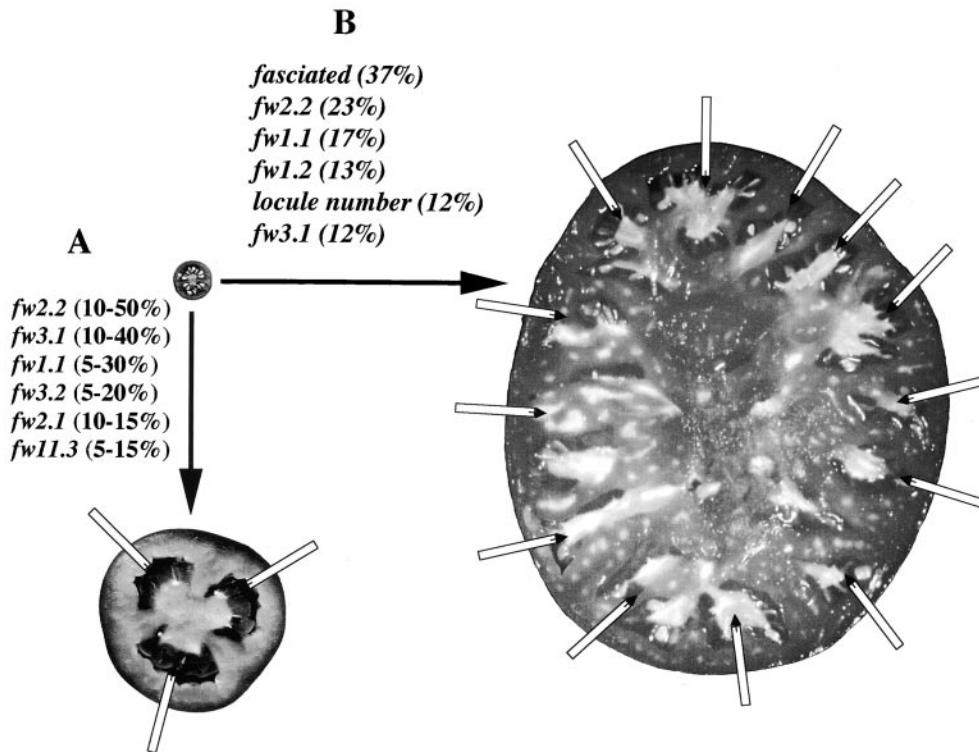 B
fasciated (37%)
fw2.2 (23%)
fw1.1 (17%)
fw1.2 (13%)
locule number (12%)
fw3.1 (12%)
A
fw2.2 (10-50%)
fw3.1 (10-40%)
fw1.1 (5-30%)
fw3.2 (5-20%)
fw2.1 (10-15%)
fw11.3 (5-15%)